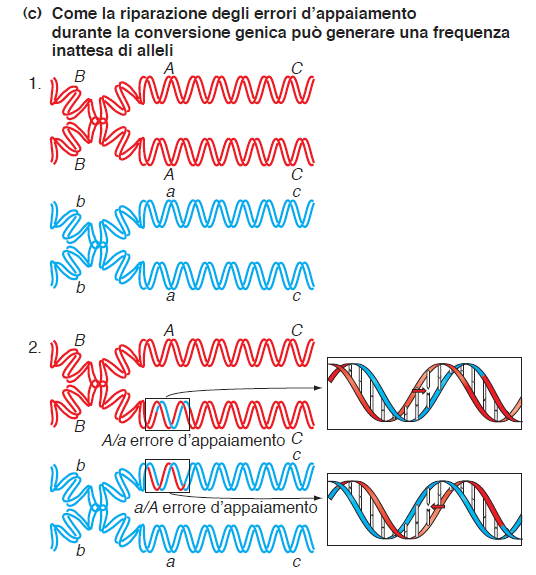 (c) Come la riparazione degli errori d'appaiamento
durante la conversione genica può generare una frequenza
inattesa di alleli
1.
B A C
B A C
b a c
b a c
2.
B A C
B A/a errore d'appaiamento C
b c
a/A errore d'appaiamento
b a c